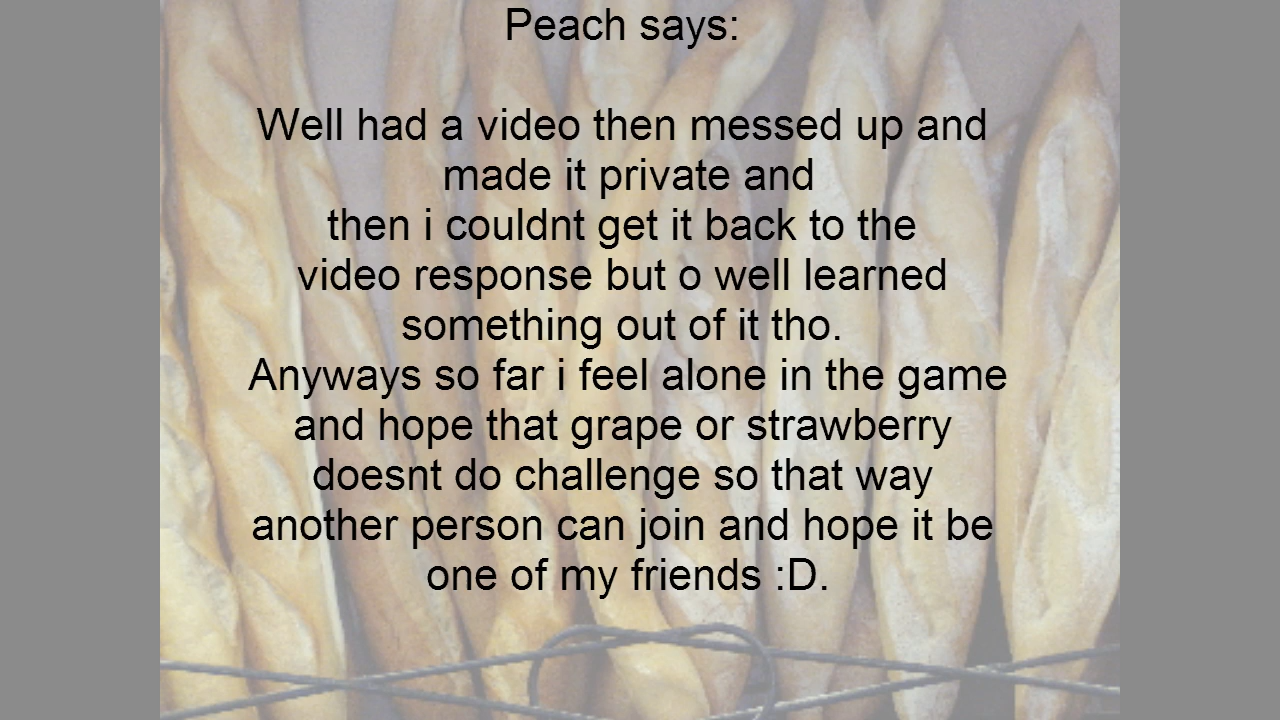 Peach says:
Well had a video then messed up and
made it private and
then i couldnt get it back to the
video response but o well learned
something out of it tho.
Anyways so far i feel alone in the game
and hope that grape or strawberry
doesnt do challenge so that way
another person can join and hope it be
one of my friends :D.